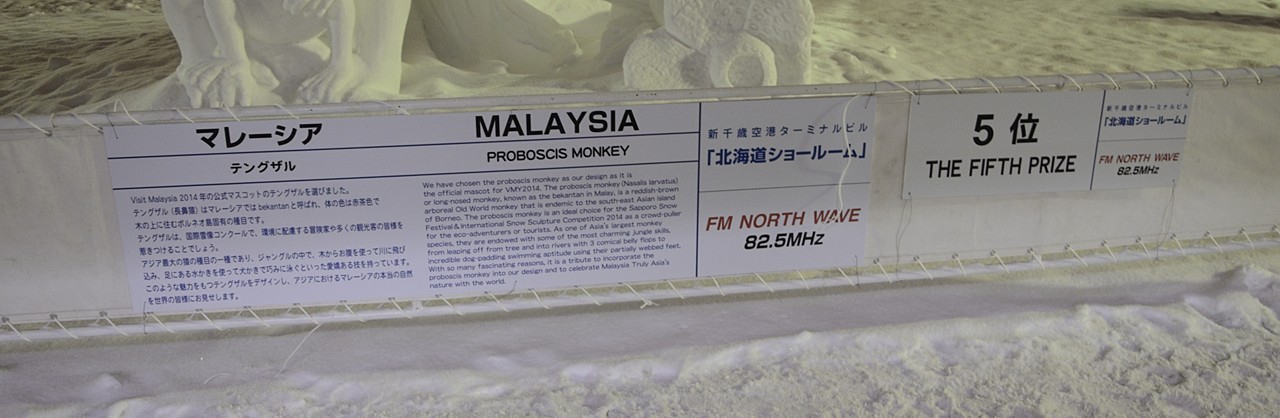 マレーシア
テングザル
Visit Malaysia 2014 年の公式マスコットのテングザルを選びました。
テングザル(長鼻猿)はマレーシアでは bekantan と呼ばれ、体の色は赤茶色で
木の上に住むボルネオ島固有の種目です。
テングザルは、国際雪像コンクールで、環境に配慮する冒険家や多くの観光客の皆様を
惹きつけることでしょう。
アジア最大の猿の種目の一種であり、ジャングルの中で、木からお腹を使って川に飛び
込み、足にある水かきを使って犬かきで巧みに泳ぐといった愛嬌ある技を持っています。
このような魅力をもつテングザルをデザインし、アジアにおけるマレーシアの本当の自然
を世界の皆様にお見せします。
MALAYSIA
PROBOSCIS MONKEY
We have chosen the proboscis monkey as our design as it is
the official mascot for VMY2014. The proboscis monkey (Nasalis larvatus)
or long-nosed monkey, known as the bekantan in Malay, is a reddish-brown
arboreal Old World monkey that is endemic to the south-east Asian island
of Borneo. The proboscis monkey is an ideal choice for the Sapporo Snow
Festival & International Snow Sculpture Competition 2014 as a crowd-puller
for the eco-adventurers or tourists. As one of Asia's largest monkey
species, they are endowed with some of the most charming jungle skills,
from leaping off from tree and into rivers with 3 comical belly flops to
incredible dog-padding swimming aptitude using their partially webbed feet.
With so many fascinating reasons, it is a tribute to incorporate the
proboscis monkey into our design and to celebrate Malaysia Truly Asia's
nature with the world.
新千歳空港ターミナルビル
「北海道ショールーム」
FM NORTH WAVE
82.5MHz
5 位
THE FIFTH PRIZE
新千歳空港ターミナルビル
「北海道ショールーム」
FM NORTH WAVE
82.5MHz